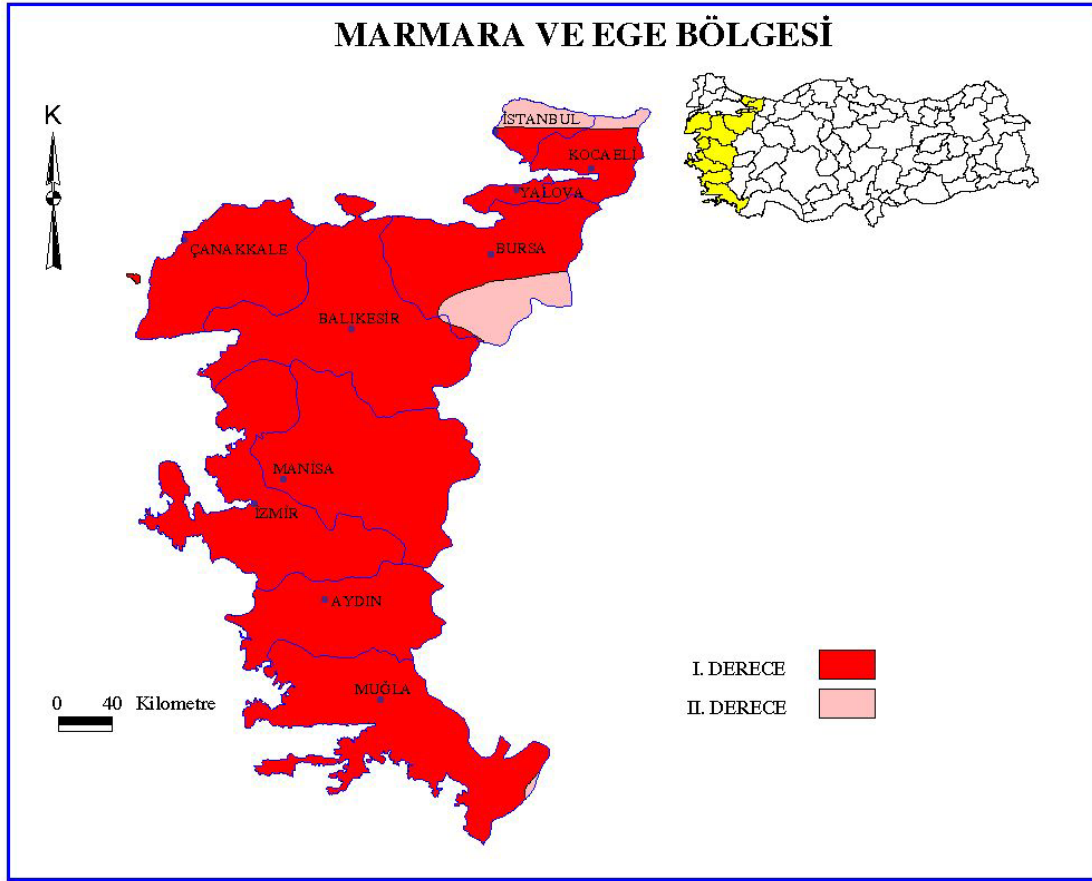 MARMARA VE EGE BÖLGESİ
K
İSTANBUL
KOCAELİ
YALOVA
ÇANAKKALE
BURSA
BALIKESİR
MANİSA
İZMİR
AYDIN
MUĞLA
I. DERECE
II. DERECE
0 40 Kilometre